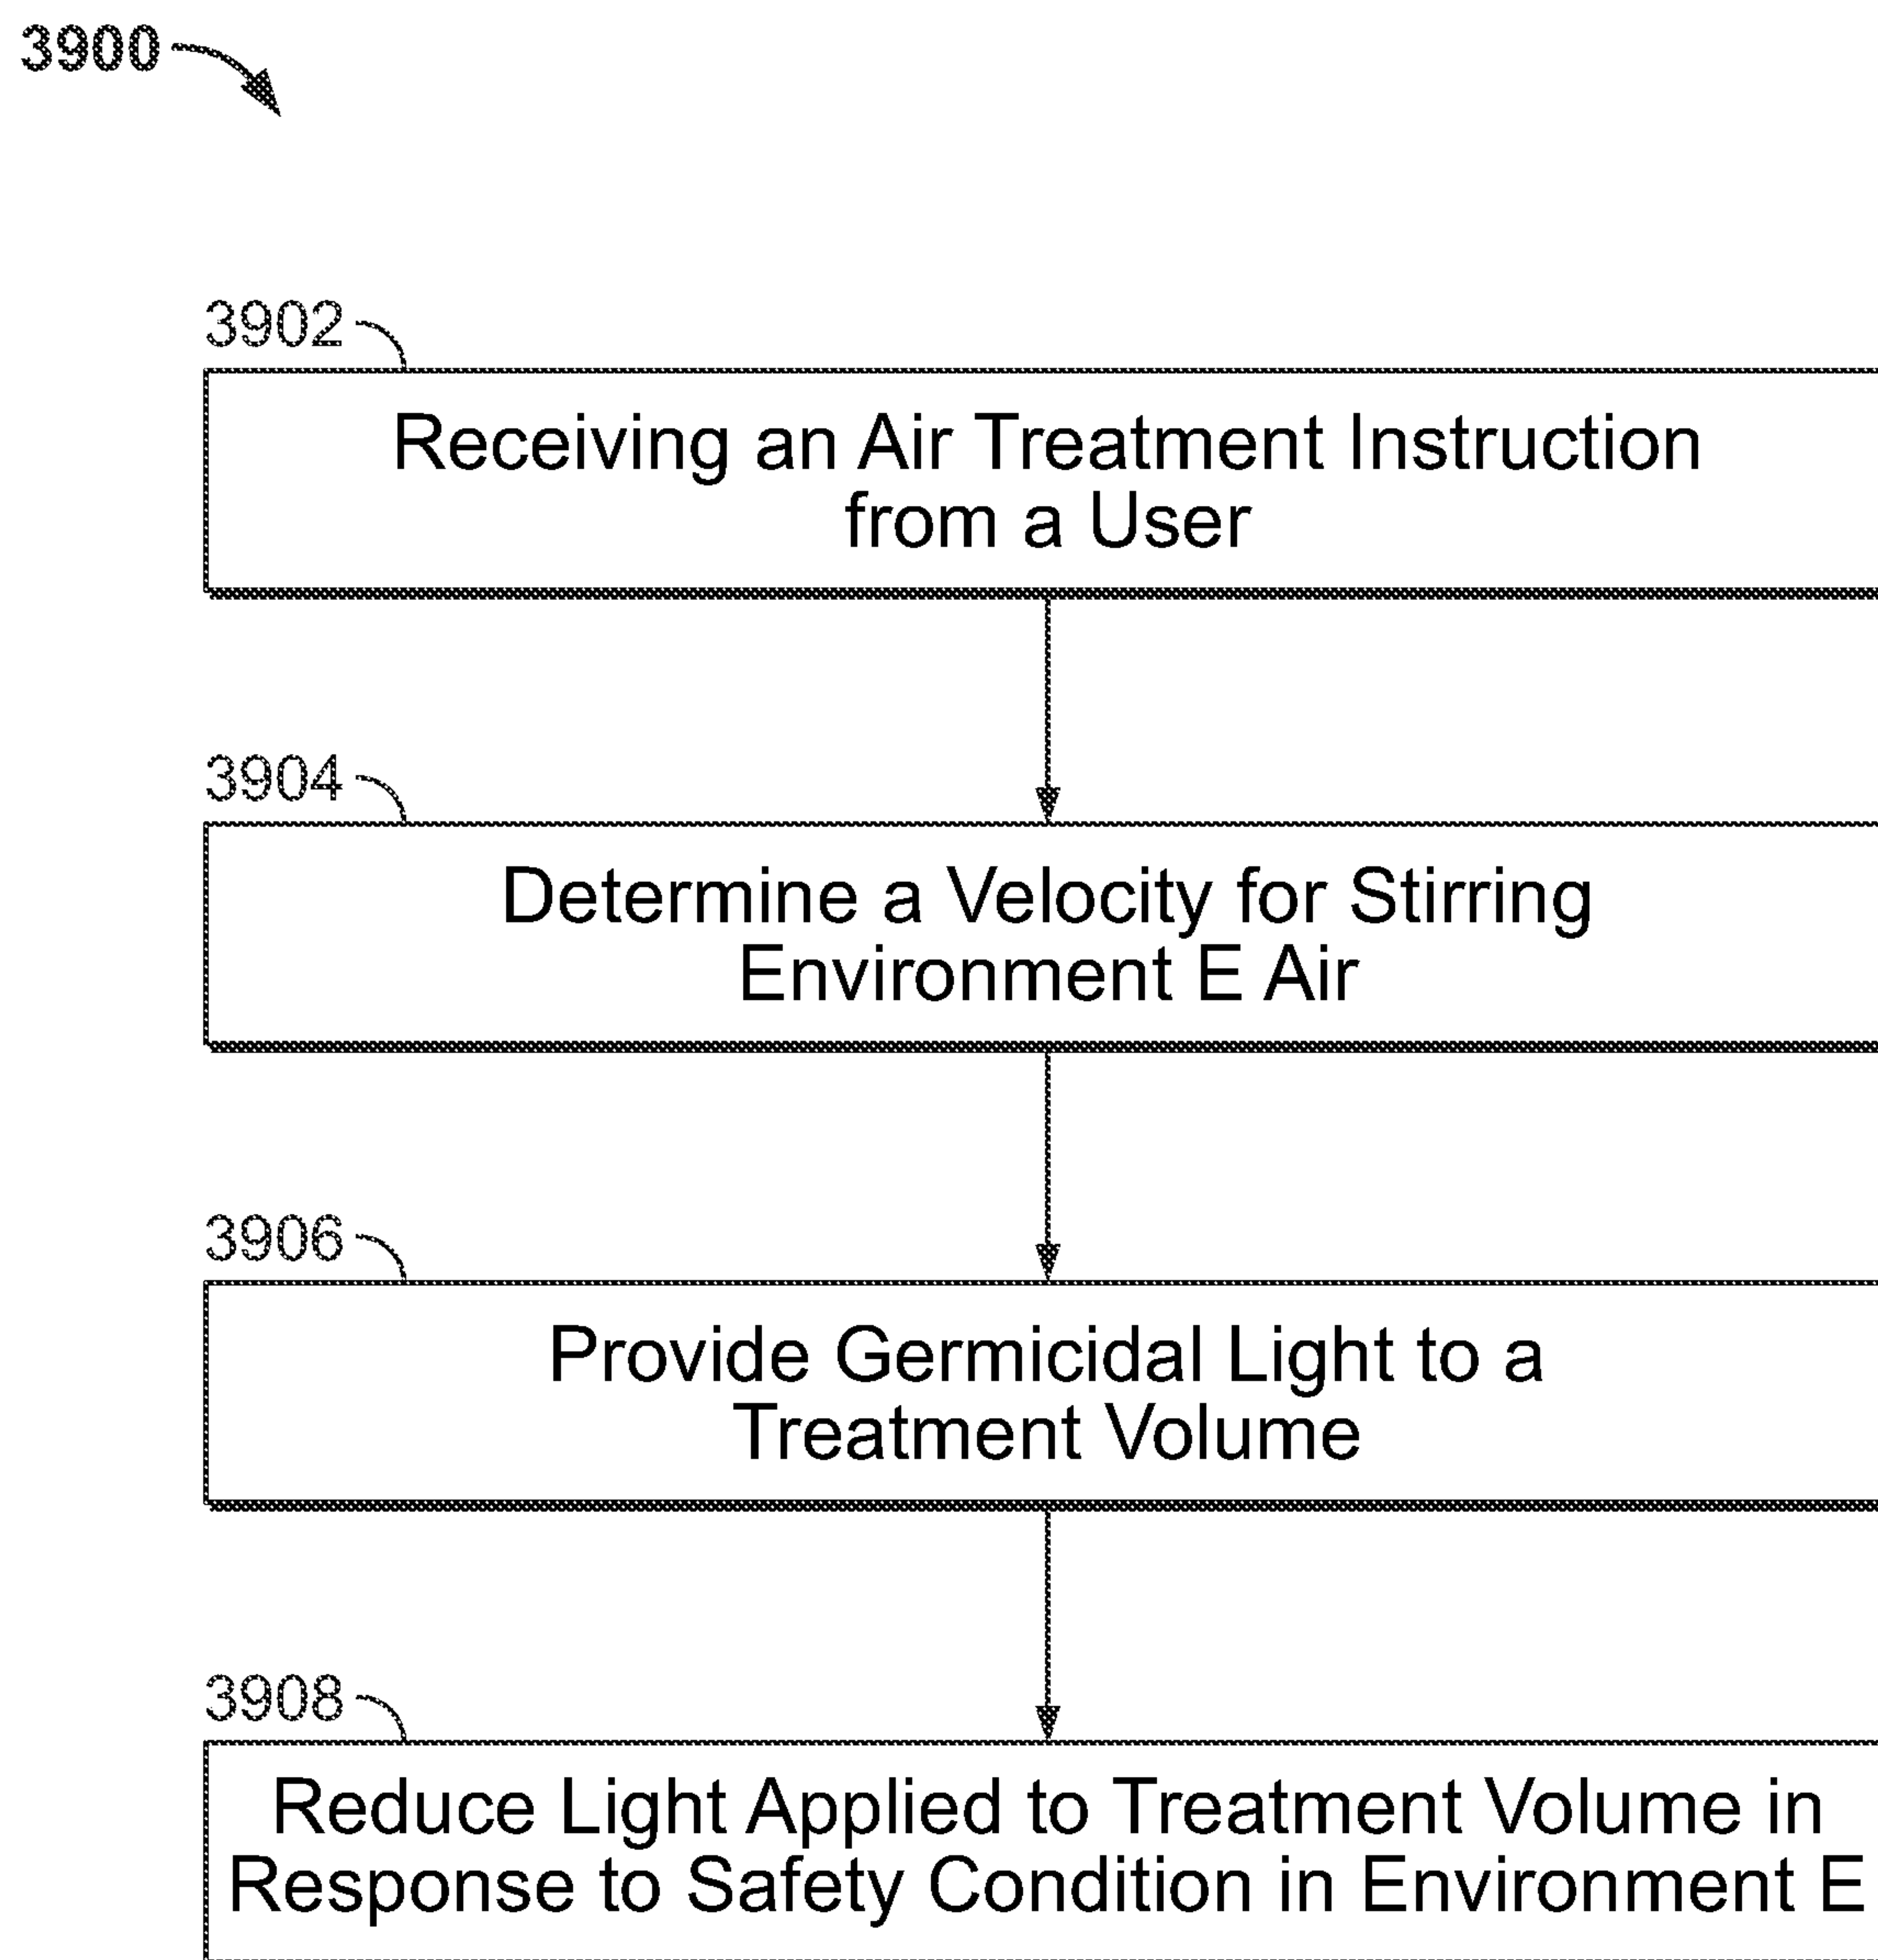 3900
3902
Receiving an Air Treatment Instruction
from a User
3904
Determine a Velocity for Stirring
Environment E Air
3906
Provide Germicidal Light to a
Treatment Volume
3908
Reduce Light Applied to Treatment Volume in
Response to Safety Condition in Environment E